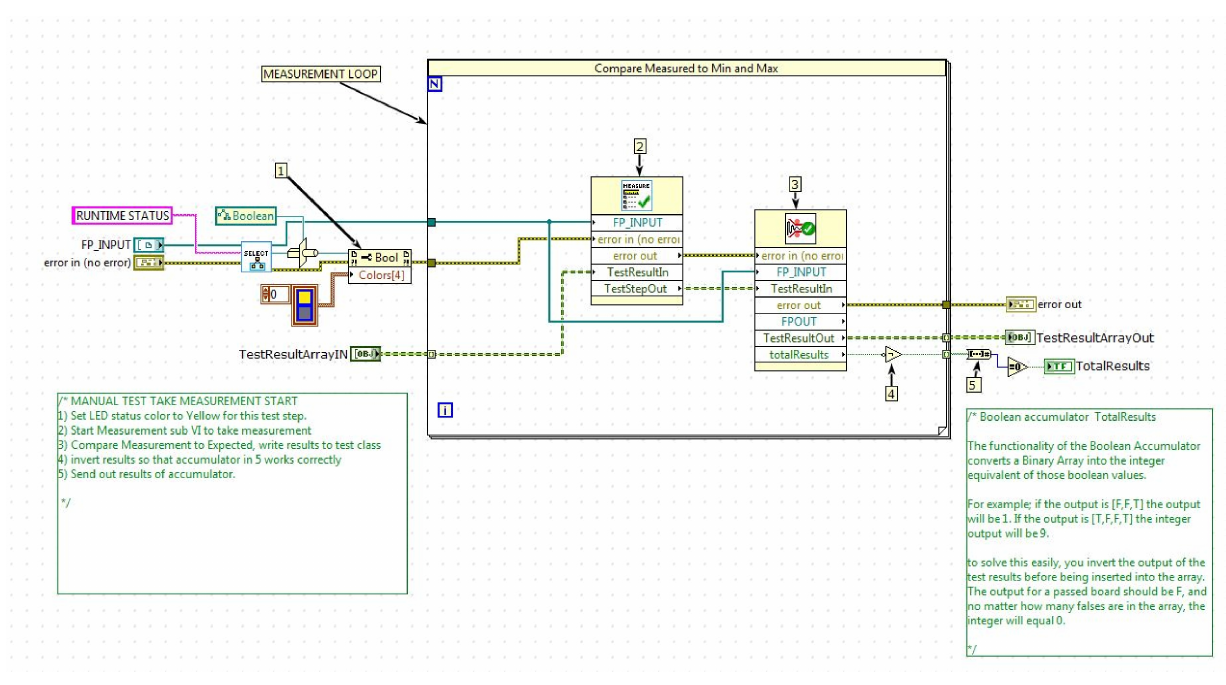 Compare Measured to Min and Max
MEASUREMENT LOOP
N
2
MEASURE
1
3
RUNTIME STATUS
Boolean
FP_INPUT
FP_INPUT
SELECT
error in (no error)
error in (no erroi
error out
Bool
Colors[4]
TestResultIn
TestStepOut
error in (no erroi
FP_INPUT
TestResultIn
error out
FPOUT
TestResultOut
totalResults
0
TestResultArrayIN
[OBJ]
error out
[OBJ]
TestResultArrayOut
=0
TF
TotalResults
4
5
i
/* MANUAL TEST TAKE MEASUREMENT START
1) Set LED status color to Yellow for this test step.
2) Start Measurement sub VI to take measurement
3) Compare Measurement to Expected, write results to test class
4) invert results so that accumulator in 5 works correctly
5) Send out results of accumulator.
*/
/* Boolean accumulator  TotalResults
The functionality of the Boolean Accumulator
converts a Binary Array into the integer
equivalent of those boolean values.
For example; if the output is [F,F,T] the output
will be 1. If the output is [T,F,F,T] the integer
output will be 9.
to solve this easily, you invert the output of the
test results before being inserted into the array.
The output for a passed board should be F, and
no matter how many falses are in the array, the
integer will equal 0.
*/